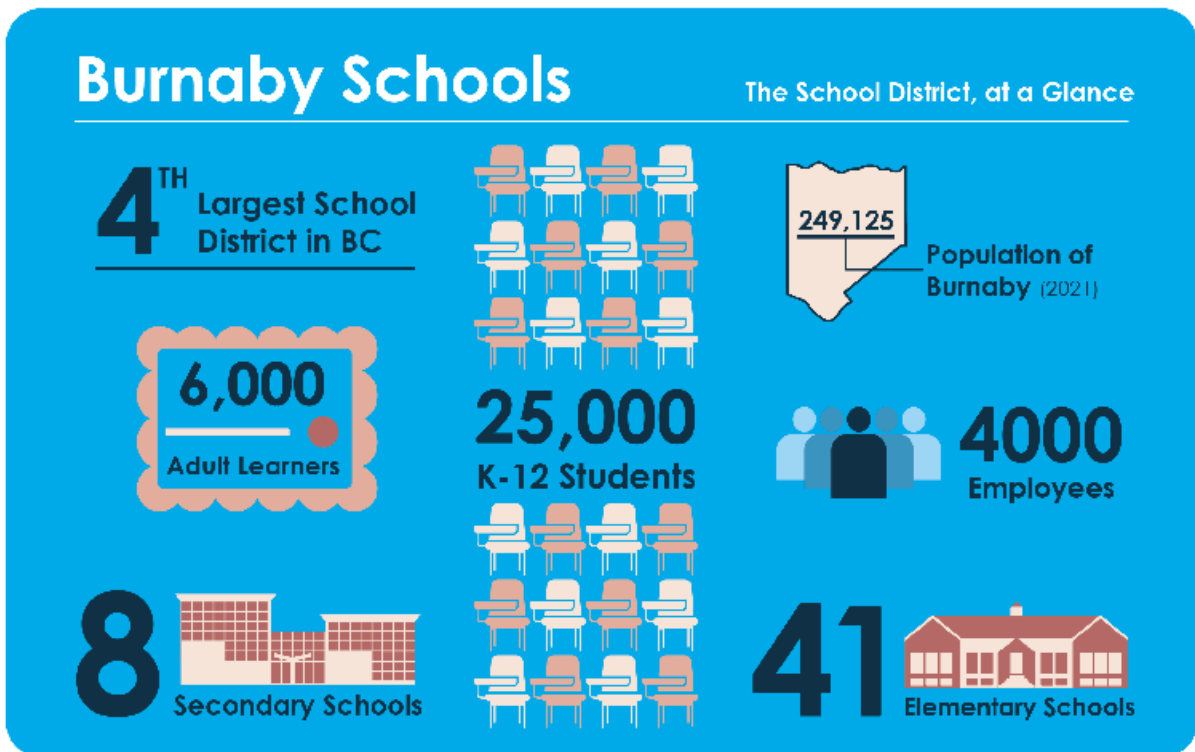 Burnaby Schools
The School District, at a Glance
4TH
Largest School
District in BC
249,125
Population of
Burnaby (2021)
6,000
Adult Learners
25,000
K-12 Students
4000
Employees
8
Secondary Schools
41
Elementary Schools